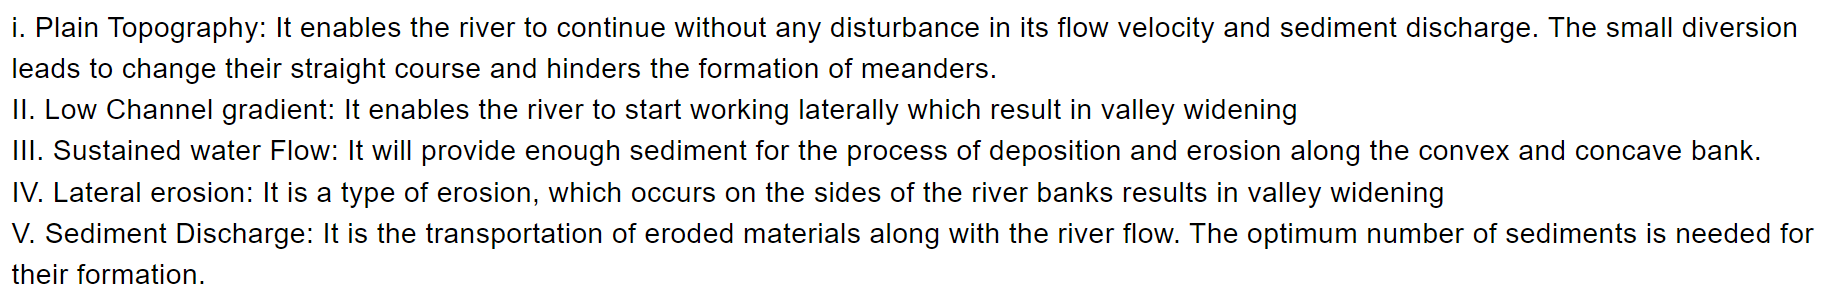 i. Plain Topography: It enables the river to continue without any disturbance in its flow velocity and sediment discharge. The small diversion
leads to change their straight course and hinders the formation of meanders.
II. Low Channel gradient: It enables the river to start working laterally which result in valley widening
III. Sustained water Flow: It will provide enough sediment for the process of deposition and erosion along the convex and concave bank.
IV. Lateral erosion: It is a type of erosion, which occurs on the sides of the river banks results in valley widening
V. Sediment Discharge: It is the transportation of eroded materials along with the river flow. The optimum number of sediments is needed for
their formation.